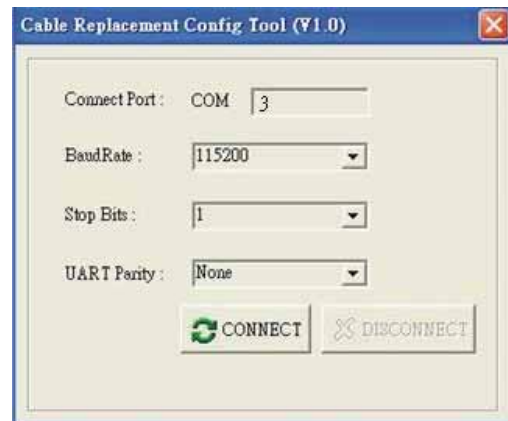 Cable Replacement Config Tool (V1.0)
Connect Port : COM 3
BaudRate : 115200
Stop Bits : 1
UART Parity : None
CONNECT DISCONNECT